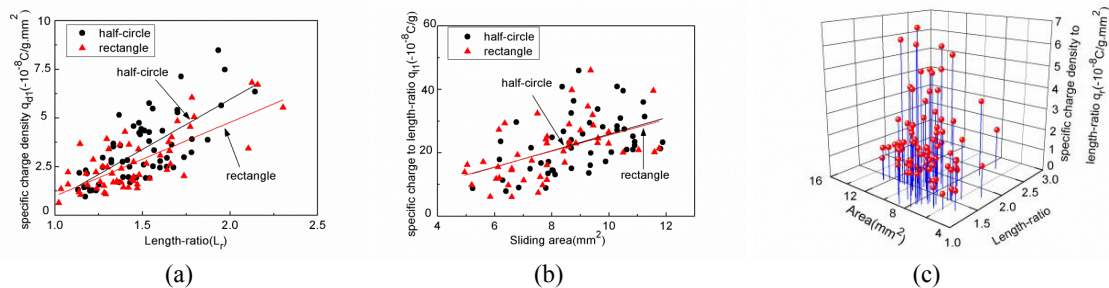 specific charge density q_d1(-10^-8C/g.mm^2
10
7.5
5
2.5
0
1.0
1.5
2.0
2.5
Length-ratio(L_r)
half-circle
rectangle
half-circle
rectangle
(a)
specific charge to length-ratio q_l1(-10^-8C/g)
60
40
20
0
4
6
8
10
12
Sliding area(mm^2)
half-circle
rectangle
half-circle
rectangle
(b)
specific charge density to
length-ratio q_r(-10^-8C/g.mm^2)
7
6
5
4
3
2
1
0
16
12
8
4
Area(mm^2)
1.0
1.5
2.0
2.5
3.0
Length-ratio
(c)